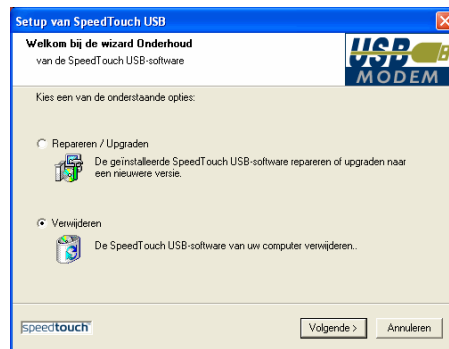 Setup van SpeedTouch USB
Welkom bij de wizard Onderhoud
van de SpeedTouch USB-software
USB
MODEM
Kies een van de onderstaande opties:
Repareren / Upgraden
De geïnstalleerde SpeedTouch USB-software repareren of upgraden naar
een nieuwere versie.
Verwijderen
De SpeedTouch USB-software van uw computer verwijderen..
speedtouch™
Volgende >
Annuleren